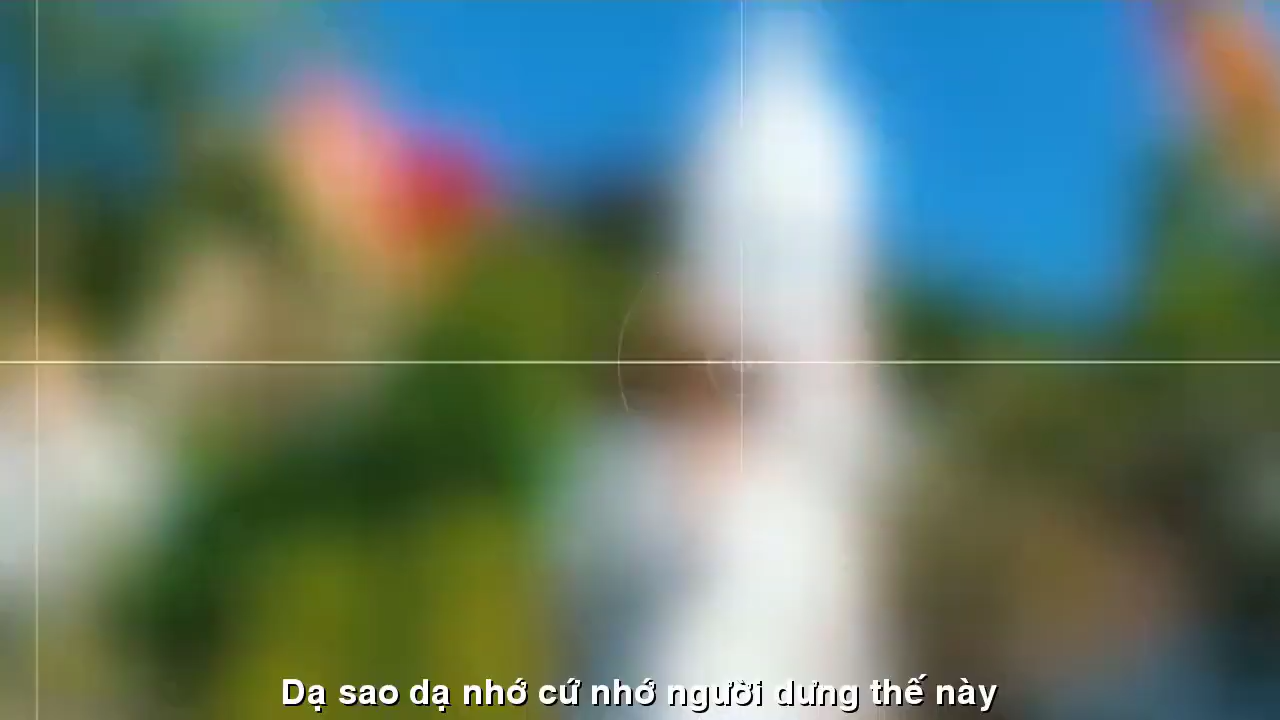 Dạ sao dạ nhớ cứ nhớ người dưng thế này